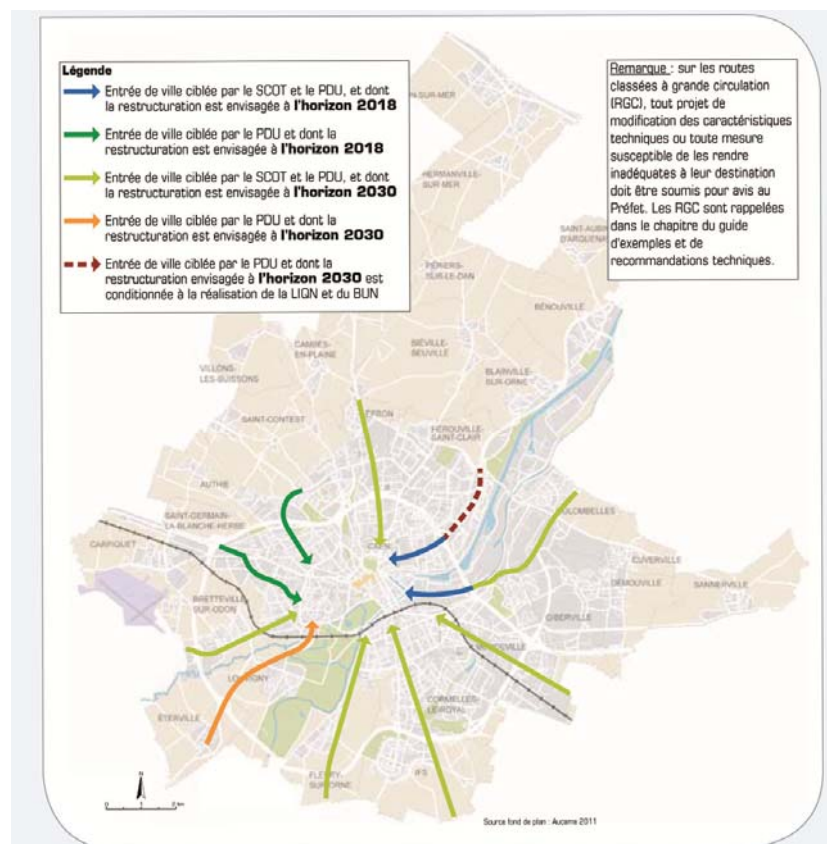 Légende
Entrée de ville ciblée par le SCOT et le PDU, et dont
la restructuration est envisagée à l'horizon 2018
Entrée de ville ciblée par le PDU et dont la
restructuration est envisagée à l'horizon 2018
Entrée de ville ciblée par le SCOT et le PDU, et dont
la restructuration est envisagée à l'horizon 2030
Entrée de ville ciblée par le PDU et dont la
restructuration est envisagée à l'horizon 2030
Entrée de ville ciblée par le PDU et dont la
restructuration envisagée à l'horizon 2030 est
conditionnée à la réalisation de la LIQN et du BUN
Remarque : sur les routes
classées à grande circulation
(RGC), tout projet de
modification des caractéristiques
techniques ou toute mesure
susceptible de les rendre
inadéquates à leur destination
doit être soumis pour avis au
Préfet. Les RGC sont rappelées
dans le chapitre du guide
d'exemples et de
recommandations techniques.
SUR-MER
HERMANVILLE-
SUR-MER
SAINT-AUBIN
D'ARQUENAY
PÉRIERS-
SUR-LE-DAN
BÉNOUVILLE
CAMBES-
EN-PLAINE
BIÉVILLE-
BEUVILLE
VILLONS-
LES-BUISSONS
BLAINVILLE-
SUR-ORNE
SAINT-CONTEST
EPRON
HÉROUVILLE-
SAINT-CLAIR
AUTHIE
SAINT-GERMAIN-
LA-BLANCHE-HERBE
COLOMBELLES
CARPIQUET
CAEN
CUVERVILLE
DÉMOUVILLE
SANNERVILLE
BRETTEVILLE
SUR-ODON
GIBERVILLE
MONDEVILLE
LOUVIGNY
CORMELLES-
LE-ROYAL
ÉTERVILLE
FLEURY-
SUR-ORNE
IFS
N
0 1 2 km
Source fond de plan : Aucame 2011